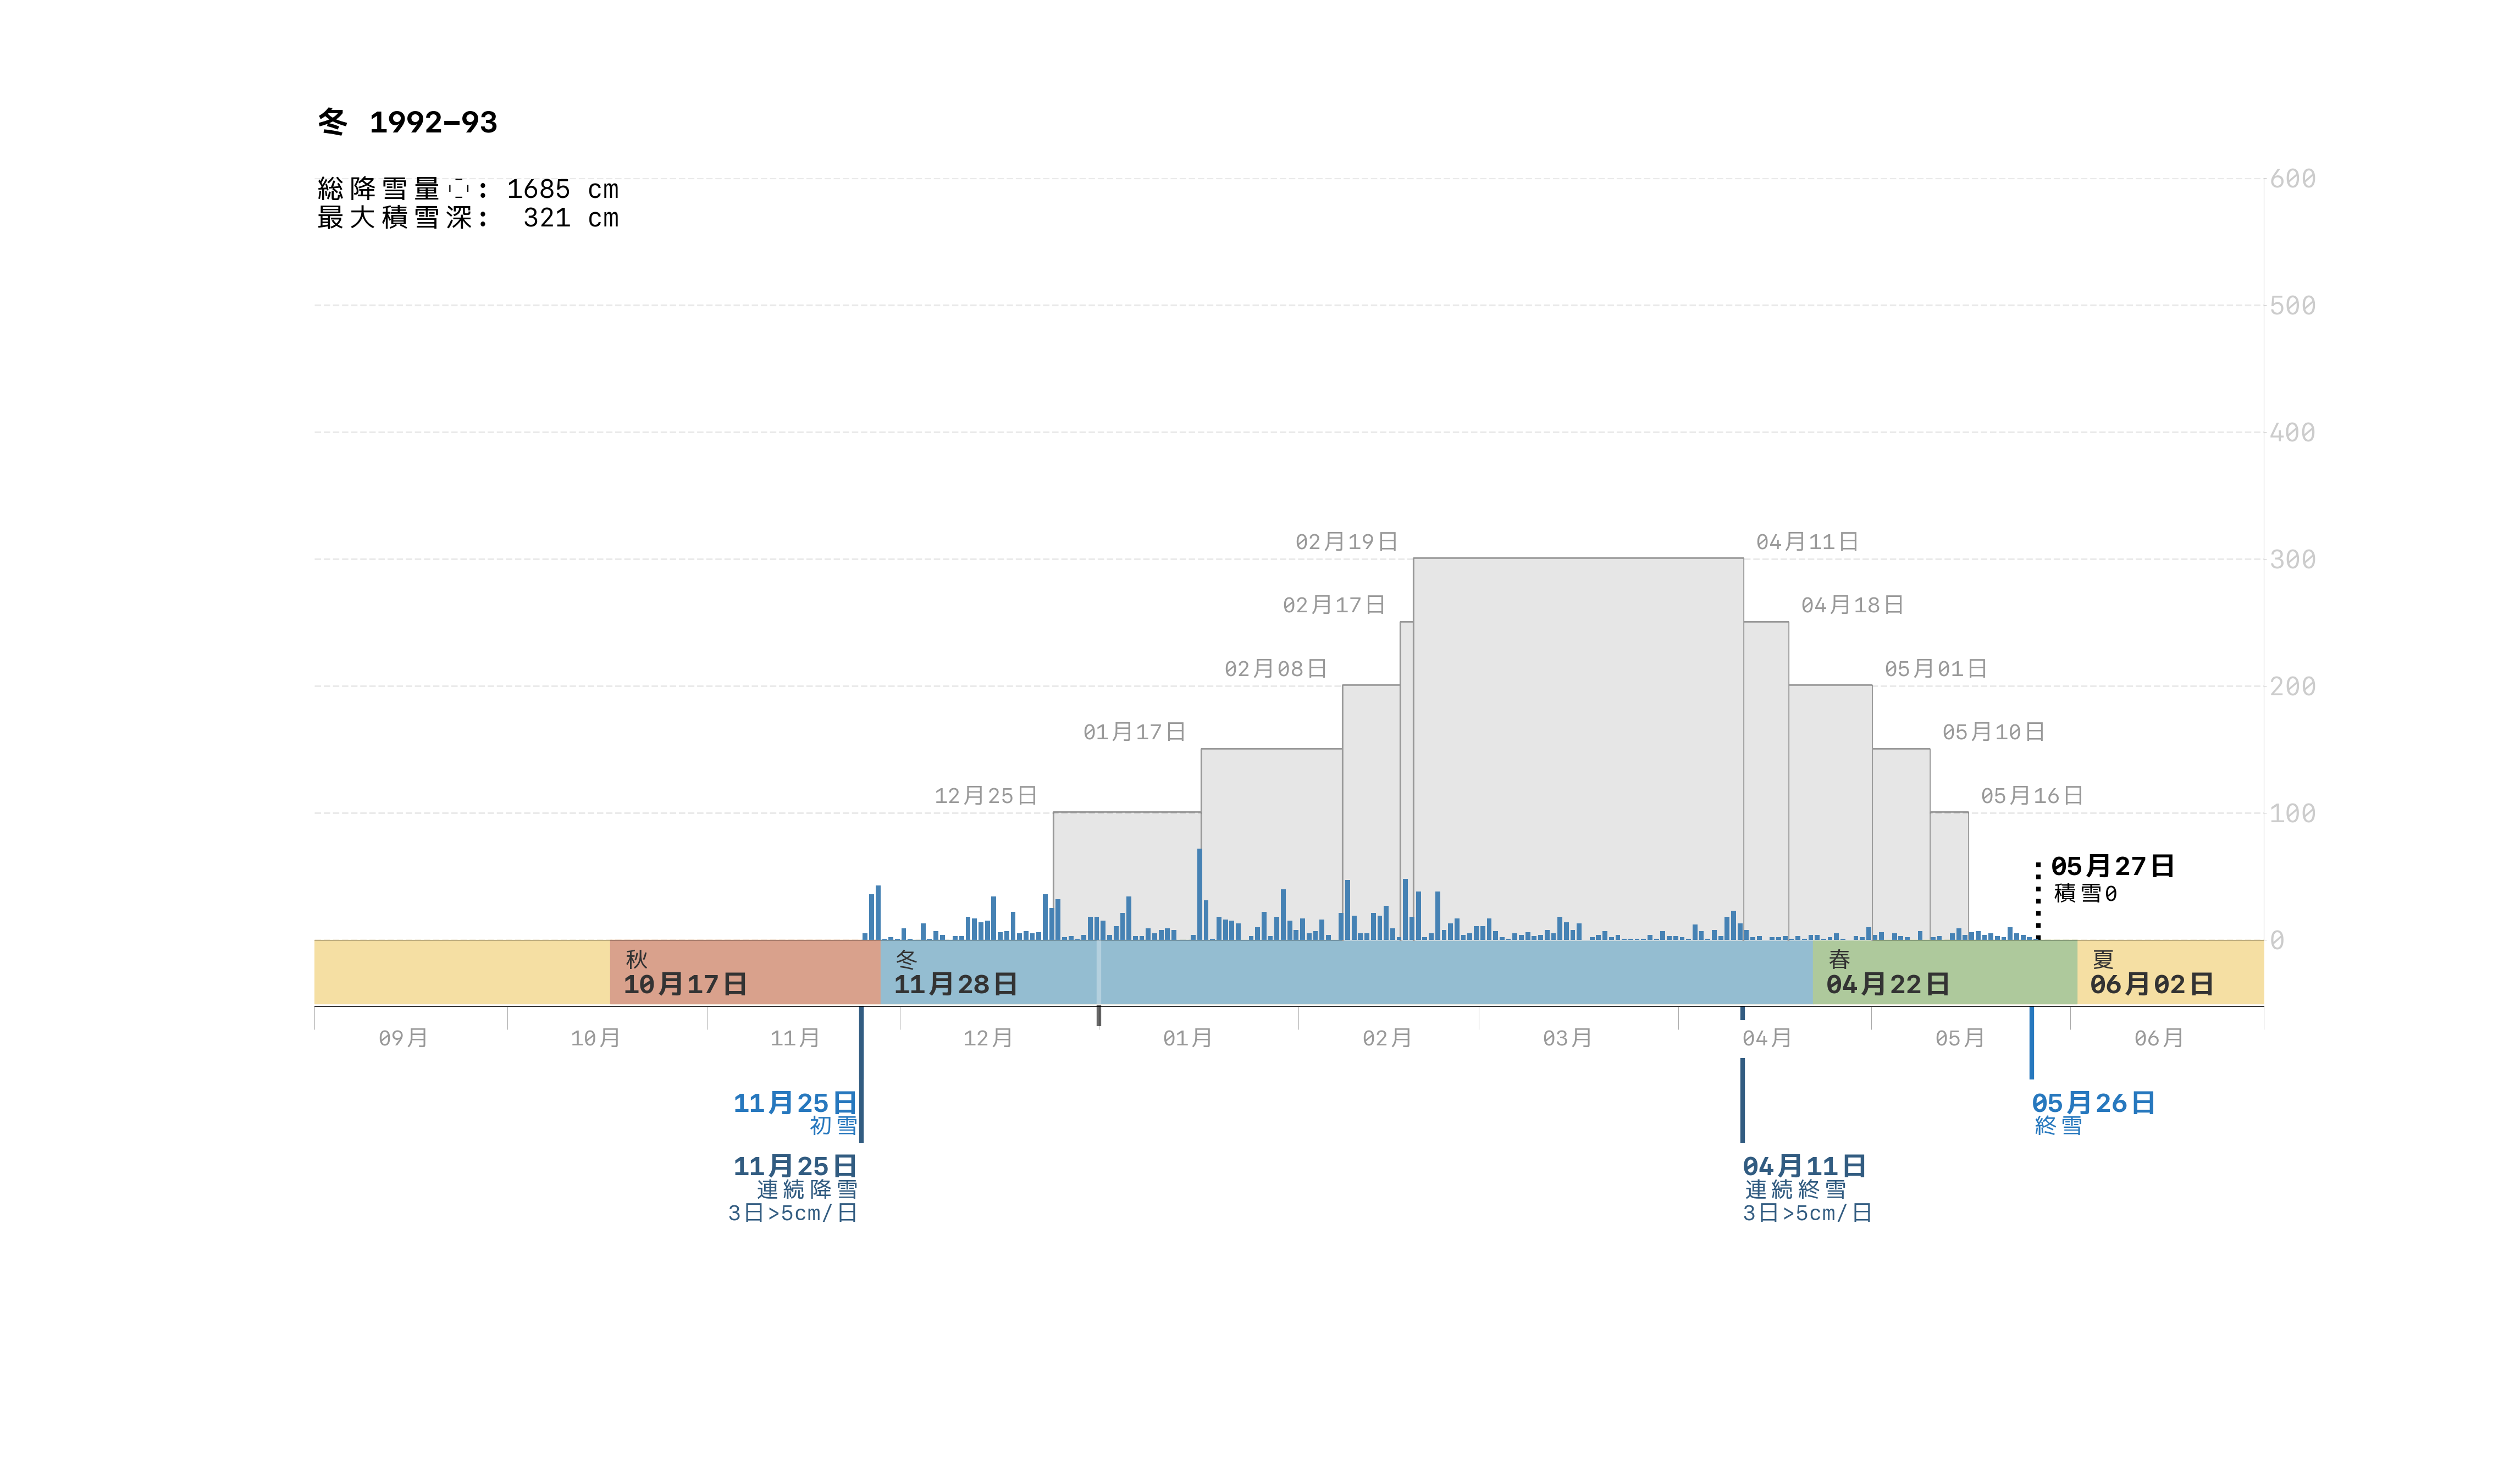 冬 1992–93
総降雪量: 1685 cm
最大積雪深: 321 cm
600
500
400
300
200
100
0
02月19日
04月11日
02月17日
04月18日
02月08日
05月01日
01月17日
05月10日
12月25日
05月16日
05月27日
積雪0
秋
10月17日
冬
11月28日
春
04月22日
夏
06月02日
09月
10月
11月
12月
01月
02月
03月
04月
05月
06月
11月25日
初雪
11月25日
連続降雪
3日>5cm/日
04月11日
連続終雪
3日>5cm/日
05月26日
終雪